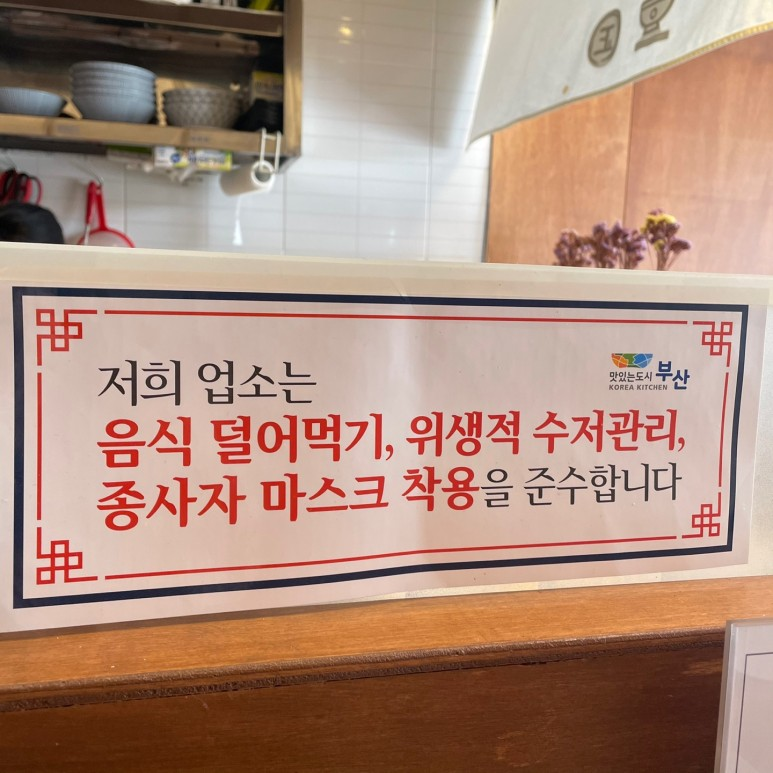 저희 업소는
음식 덜어먹기, 위생적 수저관리,
종사자 마스크 착용을 준수합니다
맛있는도시 부산
KOREA KITCHEN